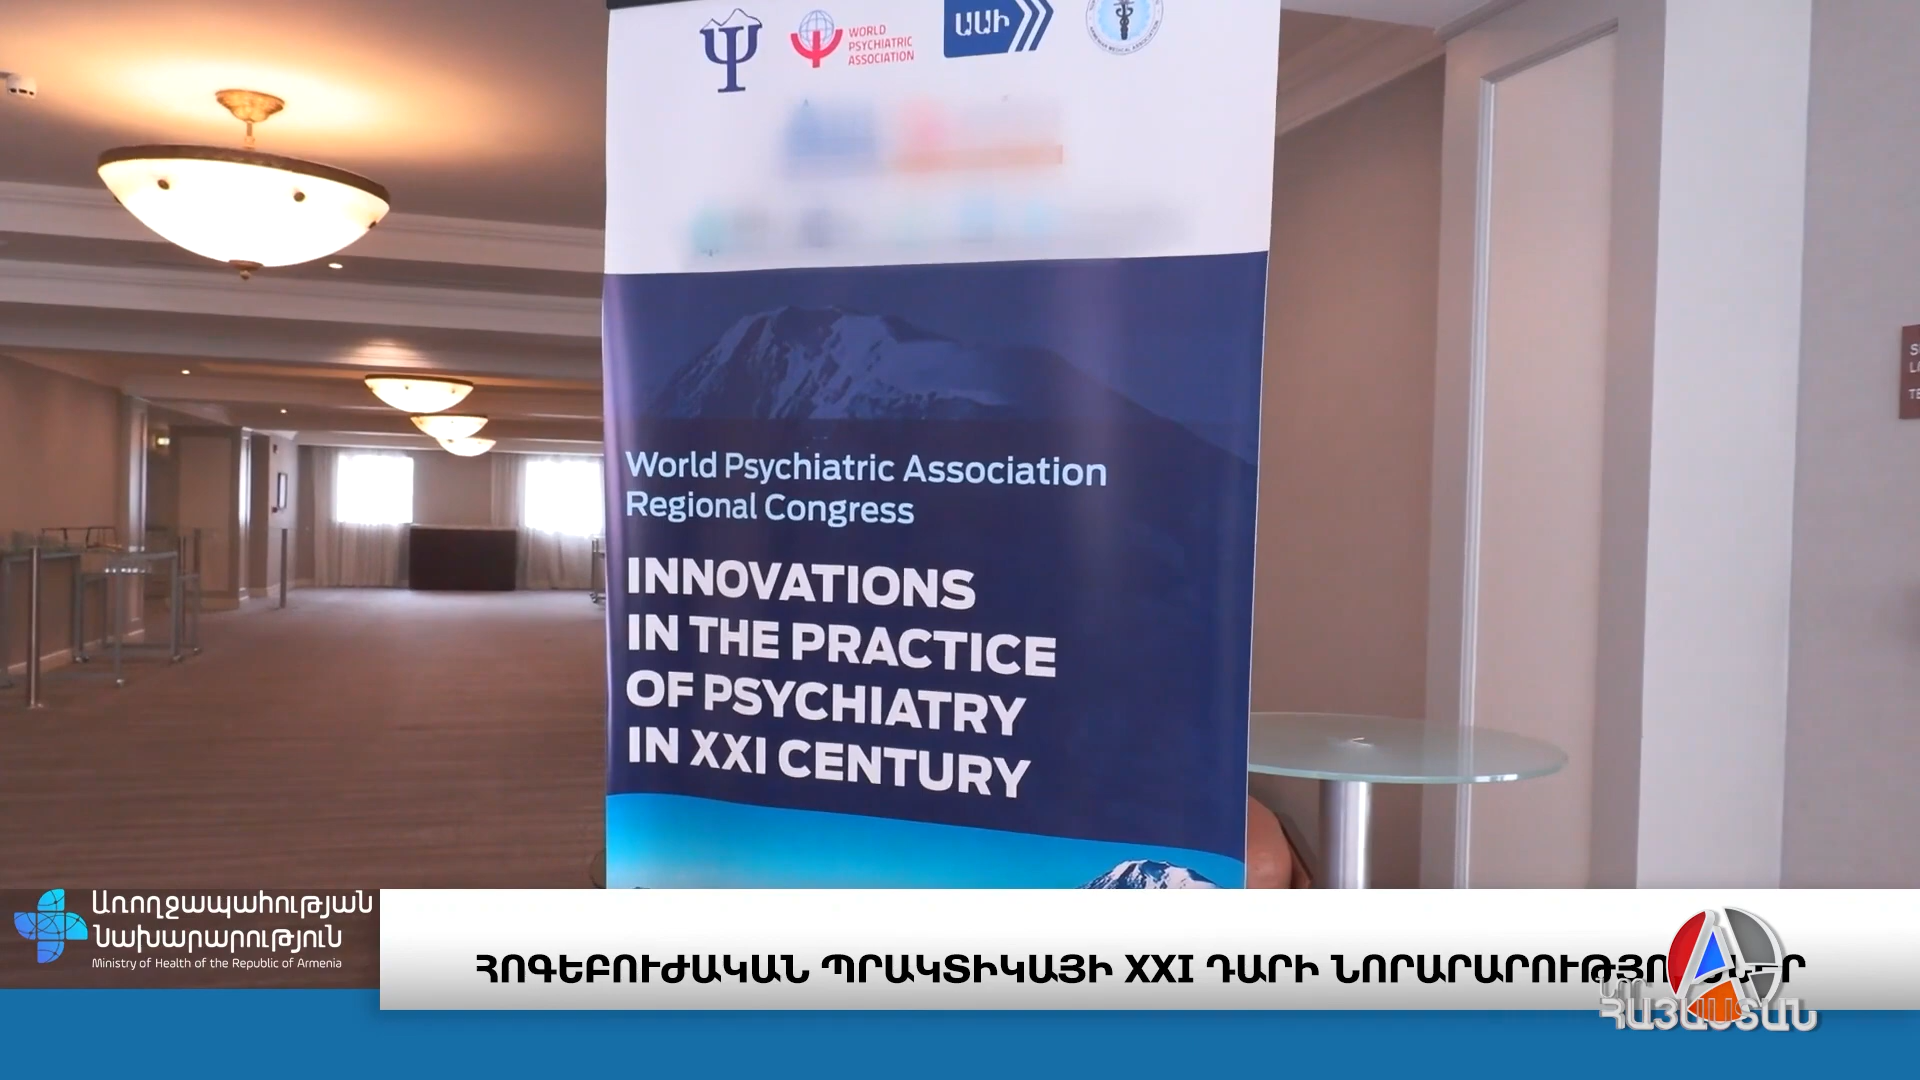 WORLD
PSYCHIATRIC
ASSOCIATION
ԱԱԻ
World Psychiatric Association
Regional Congress
INNOVATIONS
IN THE PRACTICE
OF PSYCHIATRY
IN XXI CENTURY
Առողջապահության
Նախարարություն
Ministry of Health of the Republic of Armenia
ՀՈԳԵԲՈՒԺԱԿԱՆ ՊՐԱԿՏԻԿԱՅԻ XXI ԴԱՐԻ ՆՈՐԱՐԱՐՈՒԹՅՈՒՆՆԵՐ
ՀԱՅԱՍՏԱՆ